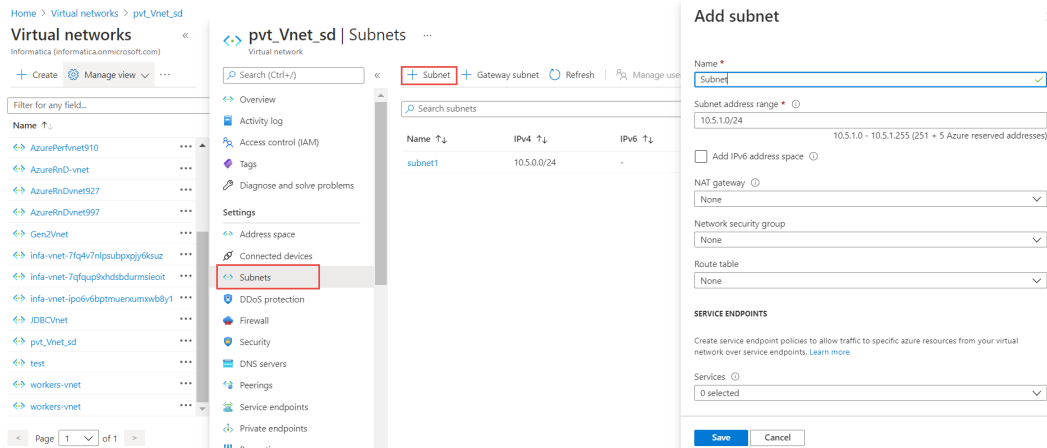 Home > Virtual networks > pvt_Vnet_sd
Virtual networks «
Informatica (informatica.onmicrosoft.com)
+ Create Manage view ...
Filter for any field...
Name ↑↓
AzurePerfvnet910 ...
AzureRnD-vnet ...
AzureRnDvnet927 ...
AzureRnDvnet997 ...
Gen2Vnet ...
infa-vnet-7fq4v7nlpsubpxpjy6ksuz ...
infa-vnet-7qfqup9xhdsbdurmsieoit ...
infa-vnet-ipo6v6bptmuerxumxwb8y1 ...
JDBCVnet ...
pvt_Vnet_sd ...
test ...
workers-vnet ...
workers-vnet ...
< Page 1 of 1 >
pvt_Vnet_sd | Subnets ...
Virtual network
Search (Ctrl+/) «
Overview
Activity log
Access control (IAM)
Tags
Diagnose and solve problems
Settings
Address space
Connected devices
Subnets
DDoS protection
Firewall
Security
DNS servers
Peerings
Service endpoints
Private endpoints
+ Subnet + Gateway subnet Refresh Manage use
Search subnets
Name ↑↓ IPv4 ↑↓ IPv6 ↑↓
subnet1 10.5.0.0/24 -
Add subnet
Name *
Subnet
Subnet address range *
10.5.1.0/24
10.5.1.0 - 10.5.1.255 (251 + 5 Azure reserved addresses)
Add IPv6 address space
NAT gateway
None
Network security group
None
Route table
None
SERVICE ENDPOINTS
Create service endpoint policies to allow traffic to specific azure resources from your virtual
network over service endpoints. Learn more
Services
0 selected
Save Cancel